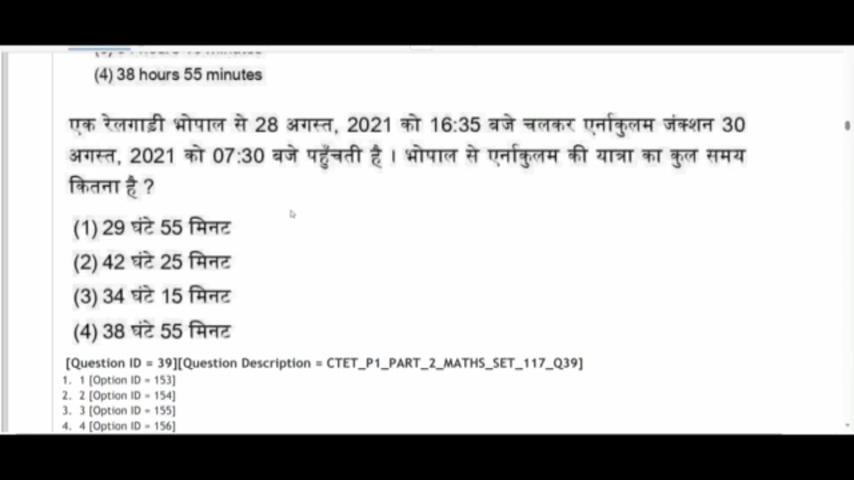 (4) 38 hours 55 minutes
एक रेलगाड़ी भोपाल से 28 अगस्त, 2021 को 16:35 बजे चलकर एर्नाकुलम जंक्शन 30
अगस्त, 2021 को 07:30 बजे पहुँचती है । भोपाल से एर्नाकुलम की यात्रा का कुल समय
कितना है ?
(1) 29 घंटे 55 मिनट
(2) 42 घंटे 25 मिनट
(3) 34 घंटे 15 मिनट
(4) 38 घंटे 55 मिनट
[Question ID = 39][Question Description = CTET_P1_PART_2_MATHS_SET_117_Q39]
1. 1 [Option ID = 153]
2. 2 [Option ID = 154]
3. 3 [Option ID = 155]
4. 4 [Option ID = 156]